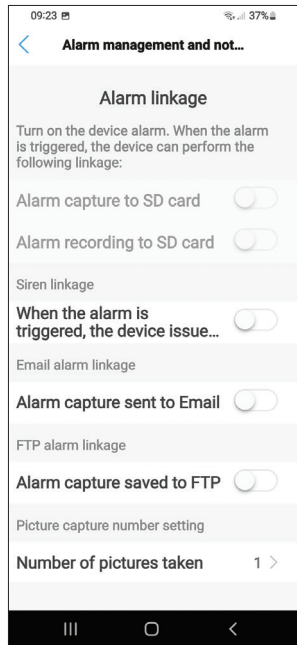 09:23 37%
Alarm management and not...
Alarm linkage
Turn on the device alarm. When the alarm
is triggered, the device can perform the
following linkage:
Alarm capture to SD card
Alarm recording to SD card
Siren linkage
When the alarm is
triggered, the device issue...
Email alarm linkage
Alarm capture sent to Email
FTP alarm linkage
Alarm capture saved to FTP
Picture capture number setting
Number of pictures taken 1